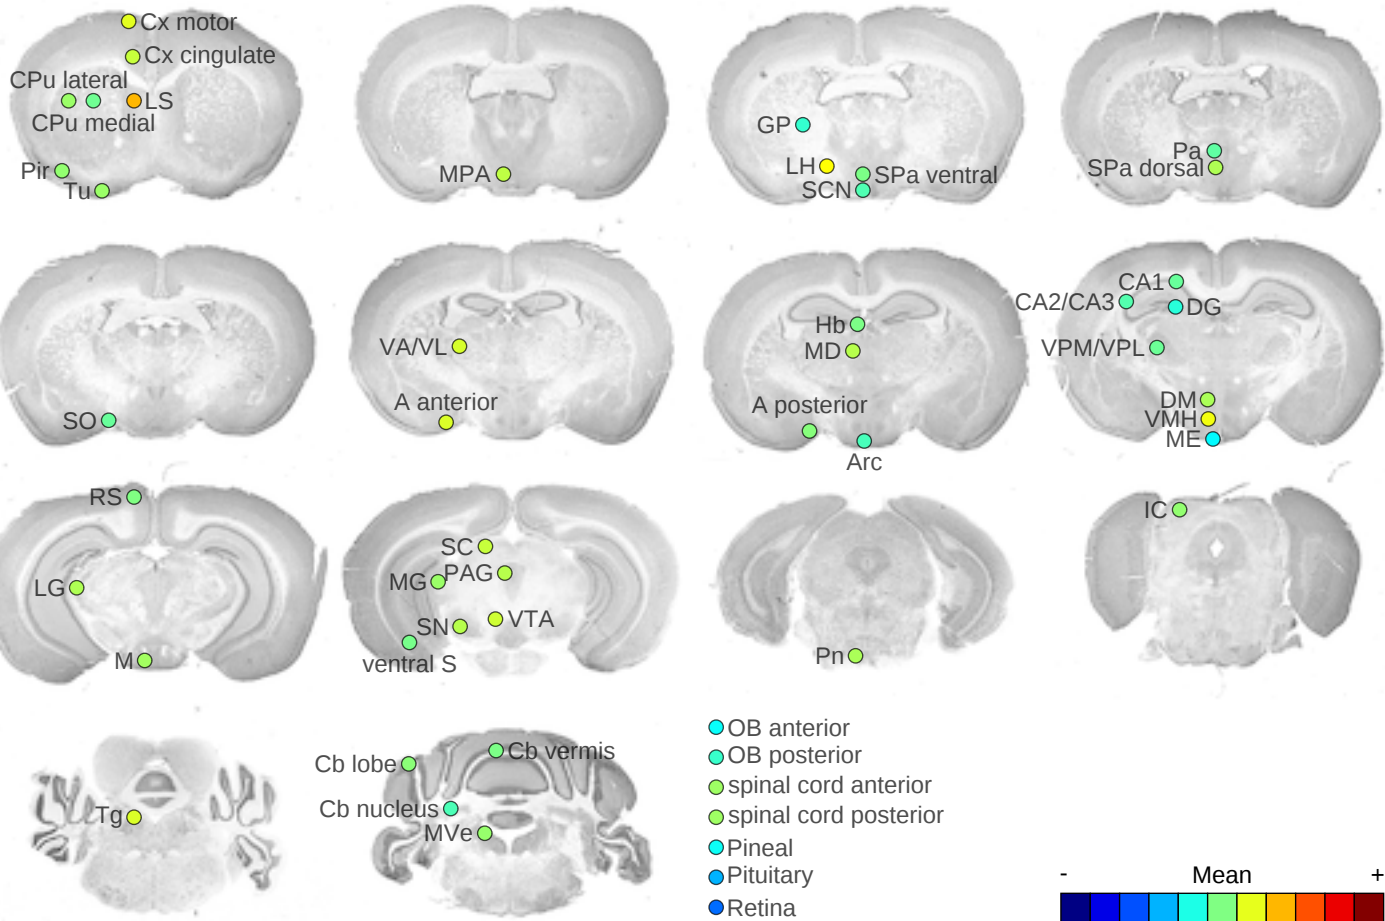 Cx motor
Cx cingulate
CPu lateral
LS
CPu medial
Pir
Tu
MPA
GP
LH
SPa ventral
SCN
Pa
SPa dorsal
SO
VA/VL
A anterior
Hb
MD
A posterior
Arc
CA1
CA2/CA3
DG
VPM/VPL
DM
VMH
ME
RS
LG
M
SC
MG
PAG
SN
VTA
ventral S
Pn
IC
Tg
Cb lobe
Cb vermis
Cb nucleus
MVe
OB anterior
OB posterior
spinal cord anterior
spinal cord posterior
Pineal
Pituitary
Retina
- Mean +